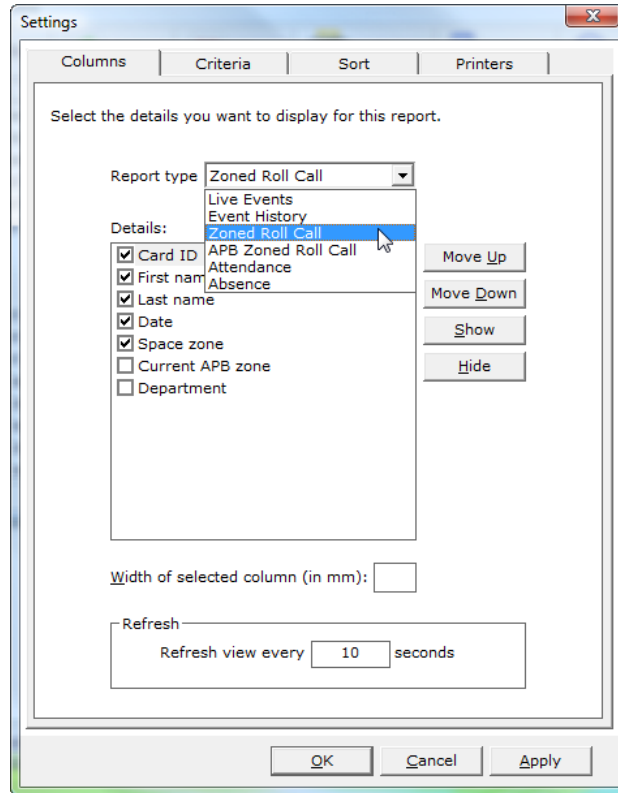 Settings
X
Columns Criteria Sort Printers
Select the details you want to display for this report.
Report type Zoned Roll Call
Live Events
Event History
Zoned Roll Call
APB Zoned Roll Call
Attendance
Absence
Details:
Card ID
First nam
Last name
Date
Space zone
Current APB zone
Department
Move Up
Move Down
Show
Hide
Width of selected column (in mm):
Refresh
Refresh view every 10 seconds
OK Cancel Apply